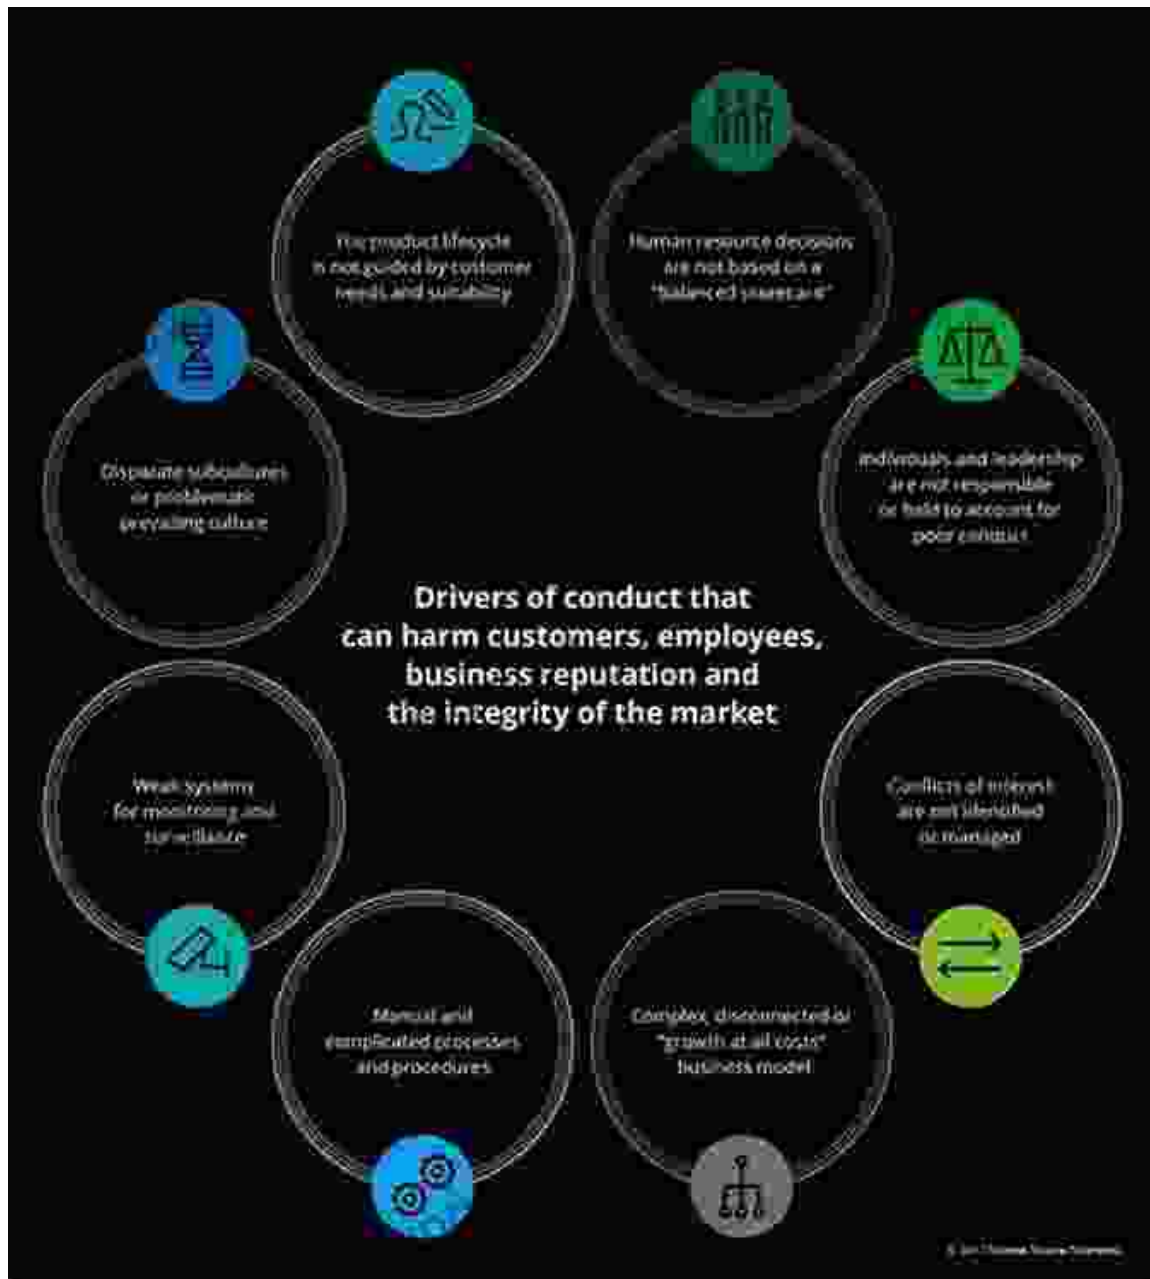 The product lifecycle
is not guided by customer
needs and suitability
Human resource decisions
are not based on a
"balanced scorecard"
Disparate subcultures
or problematic
prevailing culture
Individuals and leadership
are not responsible
or held to account for
poor conduct
Drivers of conduct that
can harm customers, employees,
business reputation and
the integrity of the market
Weak systems
for monitoring and
surveillance
Conflicts of interest
are not identified
or managed
Manual and
complicated processes
and procedures
Complex, disconnected or
"growth at all costs"
business model